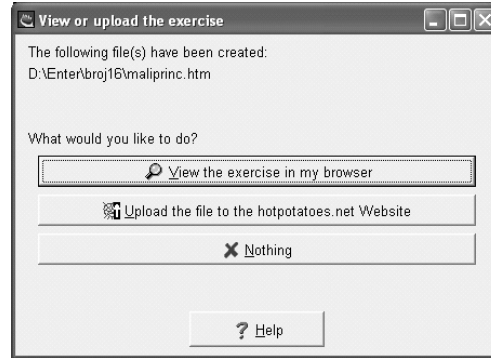 View or upload the exercise
The following file(s) have been created:
D:\Enter\broj16\maliprinc.htm
What would you like to do?
View the exercise in my browser
Upload the file to the hotpotatoes.net Website
Nothing
? Help